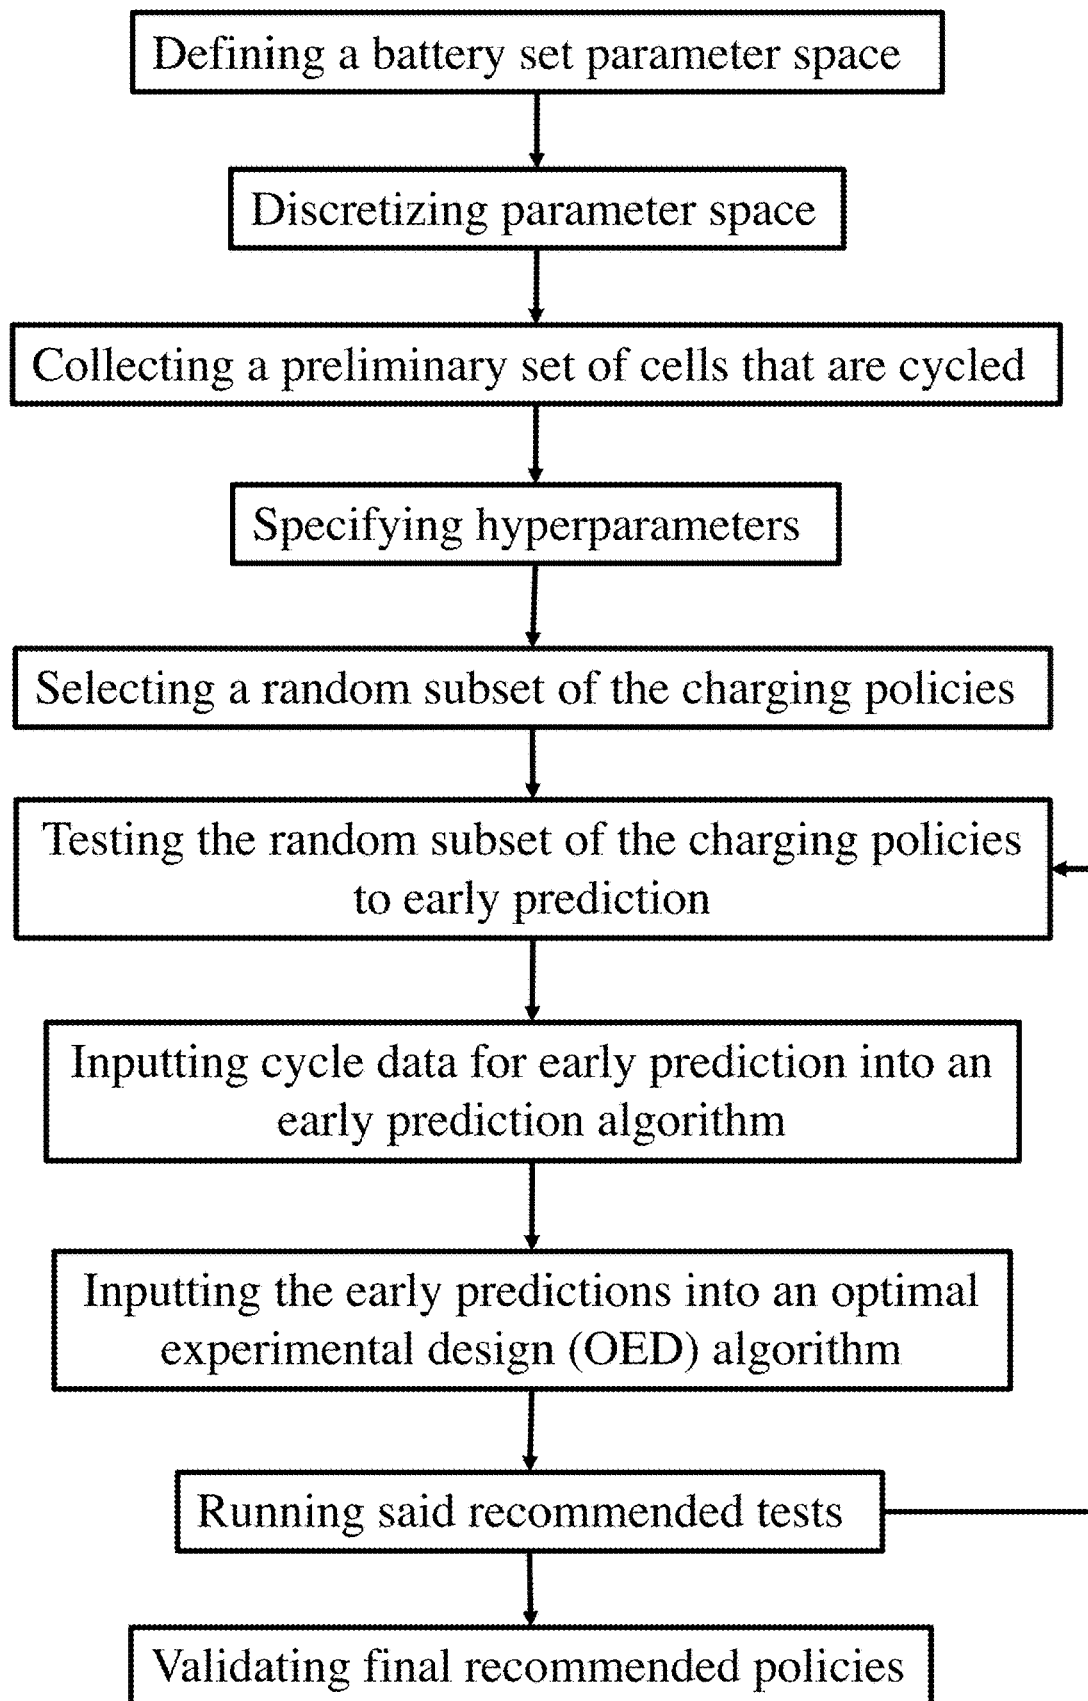 Defining a battery set parameter space
Discretizing parameter space
Collecting a preliminary set of cells that are cycled
Specifying hyperparameters
Selecting a random subset of the charging policies
Testing the random subset of the charging policies
to early prediction
Inputting cycle data for early prediction into an
early prediction algorithm
Inputting the early predictions into an optimal
experimental design (OED) algorithm
Running said recommended tests
Validating final recommended policies